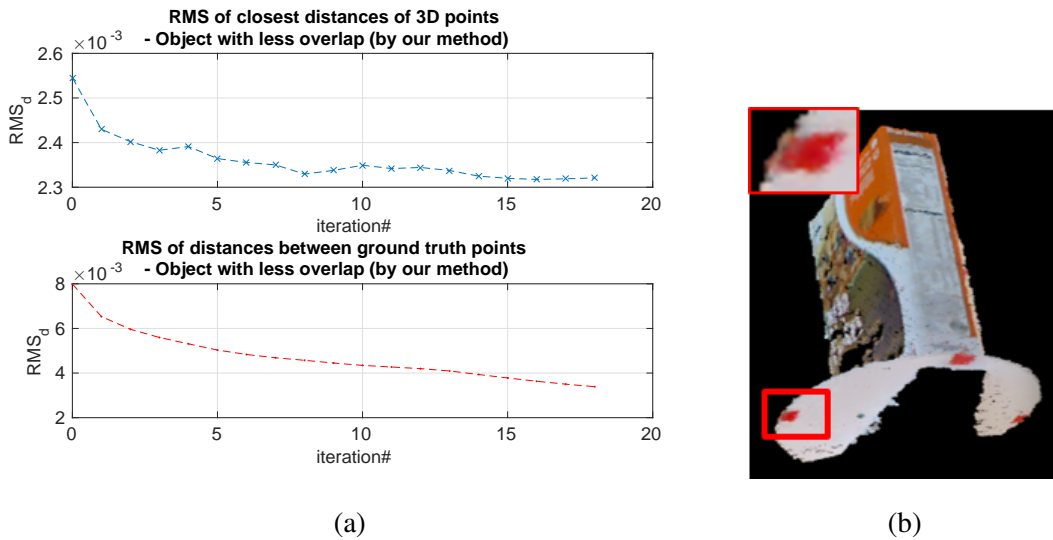 RMS of closest distances of 3D points
- Object with less overlap (by our method)
×10⁻³
2.6
2.5
2.4
2.3
RMS_d
0 5 10 15 20
iteration#
RMS of distances between ground truth points
- Object with less overlap (by our method)
×10⁻³
8
6
4
2
RMS_d
0 5 10 15 20
iteration#
(a) (b)